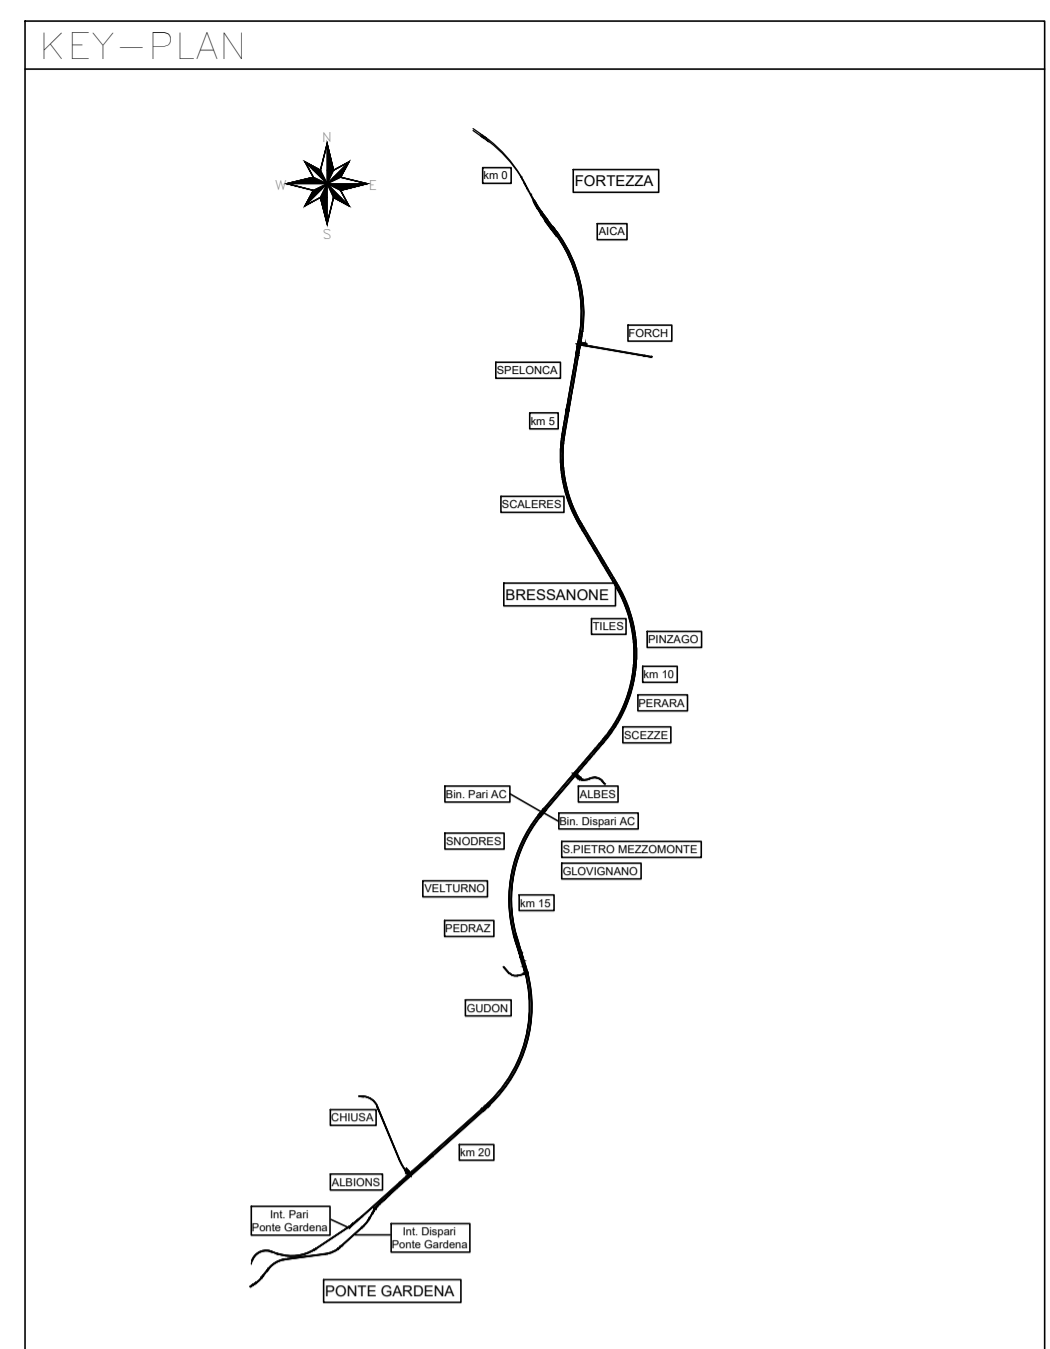 KEY-PLAN
N
W
E
S
km 0
FORTEZZA
AICA
FORCH
SPELONCA
km 5
SCALERES
BRESSANONE
TILES
PINZAGO
km 10
PERARA
SCEZZE
Bin. Pari AC
ALBES
Bin. Dispari AC
SNODRES
S.PIETRO MEZZOMONTE
GLOVIGNANO
VELTURNO
km 15
PEDRAZ
GUDON
CHIUSA
km 20
ALBIONS
Int. Pari
Ponte Gardena
Int. Dispari
Ponte Gardena
PONTE GARDENA